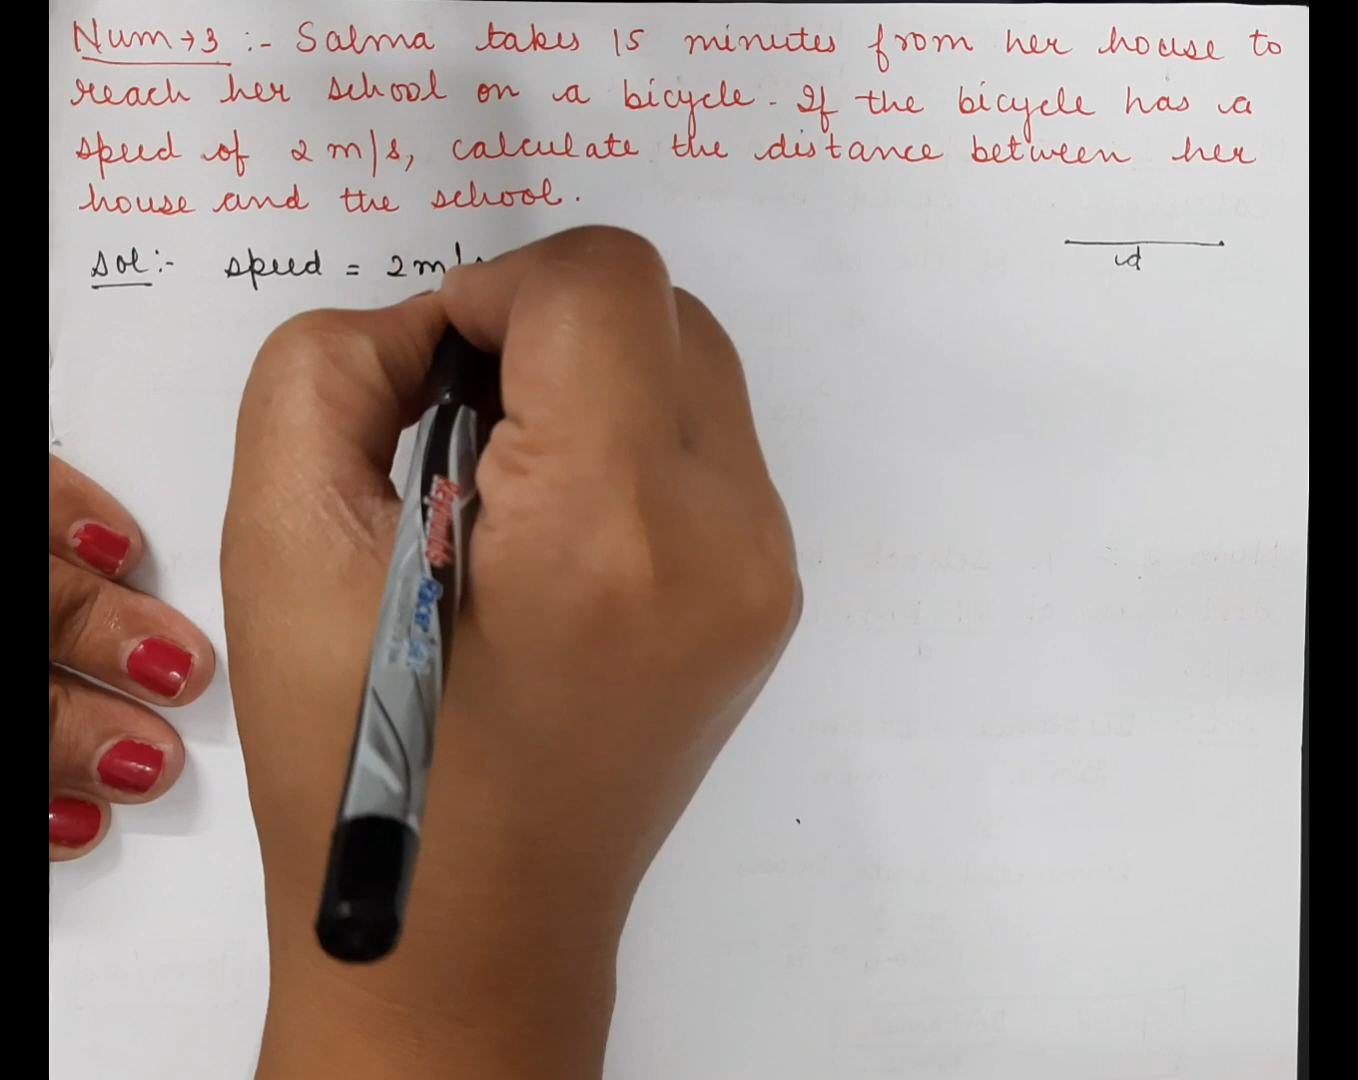 Num→3 :- Salma takes 15 minutes from her house to
reach her school on a bicycle. If the bicycle has a
speed of 2 m/s, calculate the distance between her
house and the school.
Sol:- speed = 2m/s
d
Reynolds